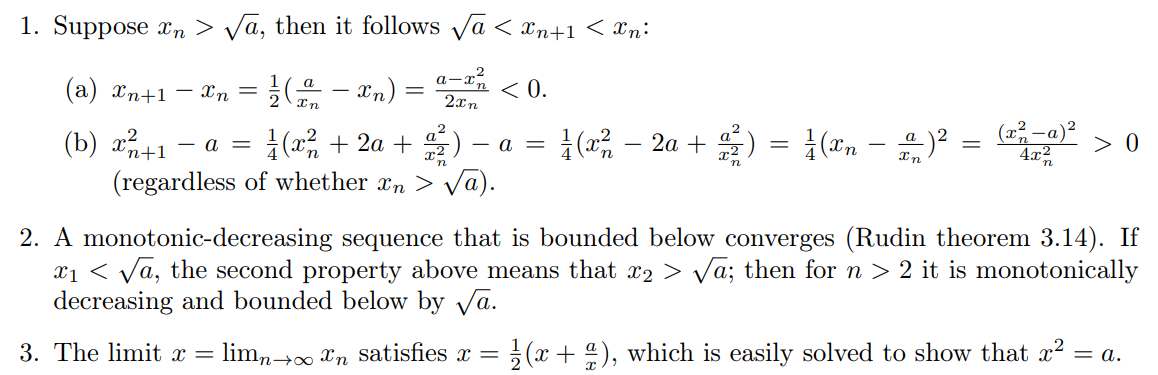 1. Suppose xₙ > √a, then it follows √a < xₙ₊₁ < xₙ:
(a) xₙ₊₁ − xₙ = ½(a/xₙ − xₙ) = (a−xₙ²)/(2xₙ) < 0.
(b) xₙ₊₁² − a = ¼(xₙ² + 2a + a²/xₙ²) − a = ¼(xₙ² − 2a + a²/xₙ²) = ¼(xₙ − a/xₙ)² = (xₙ²−a)²/(4xₙ²) > 0
(regardless of whether xₙ > √a).
2. A monotonic-decreasing sequence that is bounded below converges (Rudin theorem 3.14). If
x₁ < √a, the second property above means that x₂ > √a; then for n > 2 it is monotonically
decreasing and bounded below by √a.
3. The limit x = limₙ→∞ xₙ satisfies x = ½(x + a/x), which is easily solved to show that x² = a.